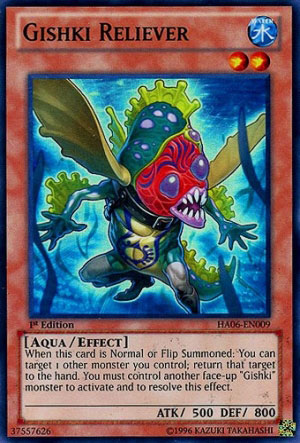 GISHKI RELIEVER
WATER
水
1st Edition
HA06-EN009
[AQUA / EFFECT]
When this card is Normal or Flip Summoned: You can
target 1 other monster you control; return that target
to the hand. You must control another face-up "Gishki"
monster to activate and to resolve this effect.
ATK/ 500 DEF/ 800
37557626
©1996 KAZUKI TAKAHASHI